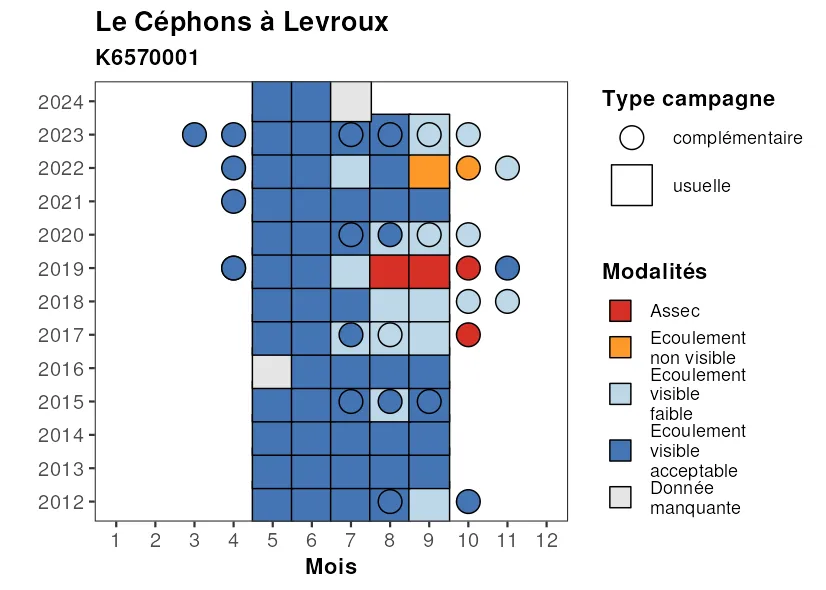 Le Céphons à Levroux
K6570001
2024
2023
2022
2021
2020
2019
2018
2017
2016
2015
2014
2013
2012
1 2 3 4 5 6 7 8 9 10 11 12
Mois
Type campagne
complémentaire
usuelle
Modalités
Assec
Ecoulement
non visible
Ecoulement
visible
faible
Ecoulement
visible
acceptable
Donnée
manquante